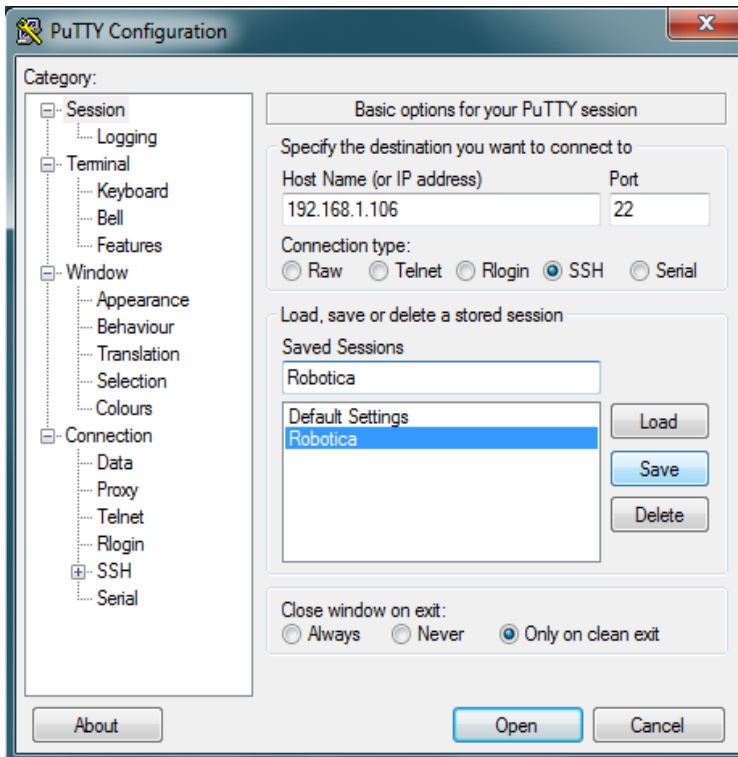 PuTTY Configuration
Category:
Session
Logging
Terminal
Keyboard
Bell
Features
Window
Appearance
Behaviour
Translation
Selection
Colours
Connection
Data
Proxy
Telnet
Rlogin
SSH
Serial
Basic options for your PuTTY session
Specify the destination you want to connect to
Host Name (or IP address) Port
192.168.1.106 22
Connection type:
Raw Telnet Rlogin SSH Serial
Load, save or delete a stored session
Saved Sessions
Robotica
Default Settings
Robotica
Load
Save
Delete
Close window on exit:
Always Never Only on clean exit
About Open Cancel